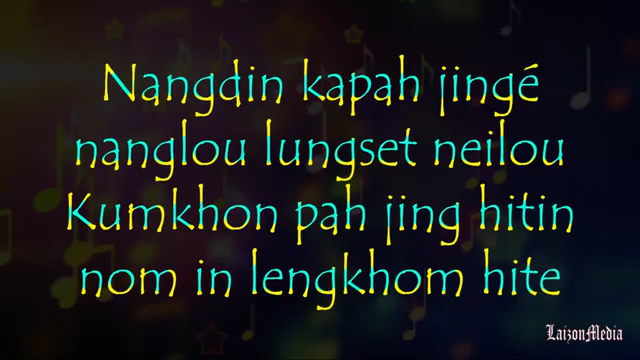 Nangdin kapah jingé
nanglou lungset neilou
Kumkhon pah jing hitin
nom in lengkhom hite
LaizonMedia